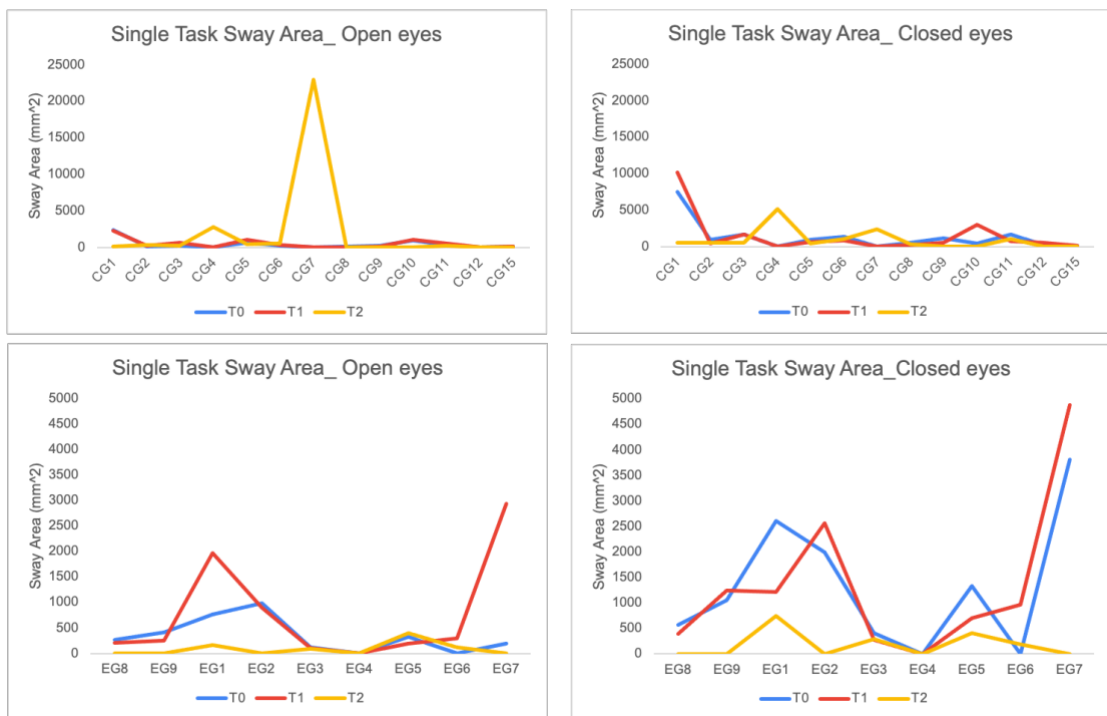 Single Task Sway Area_ Open eyes
Sway Area (mm^2)
25000
20000
15000
10000
5000
0
CG1 CG2 CG3 CG4 CG5 CG6 CG7 CG8 CG9 CG10 CG11 CG12 CG15
T0 T1 T2
Single Task Sway Area_ Closed eyes
Sway Area (mm^2)
25000
20000
15000
10000
5000
0
CG1 CG2 CG3 CG4 CG5 CG6 CG7 CG8 CG9 CG10 CG11 CG12 CG15
T0 T1 T2
Single Task Sway Area_ Open eyes
Sway Area (mm^2)
5000
4500
4000
3500
3000
2500
2000
1500
1000
500
0
EG8 EG9 EG1 EG2 EG3 EG4 EG5 EG6 EG7
T0 T1 T2
Single Task Sway Area_Closed eyes
Sway Area (mm^2)
5000
4500
4000
3500
3000
2500
2000
1500
1000
500
0
EG8 EG9 EG1 EG2 EG3 EG4 EG5 EG6 EG7
T0 T1 T2